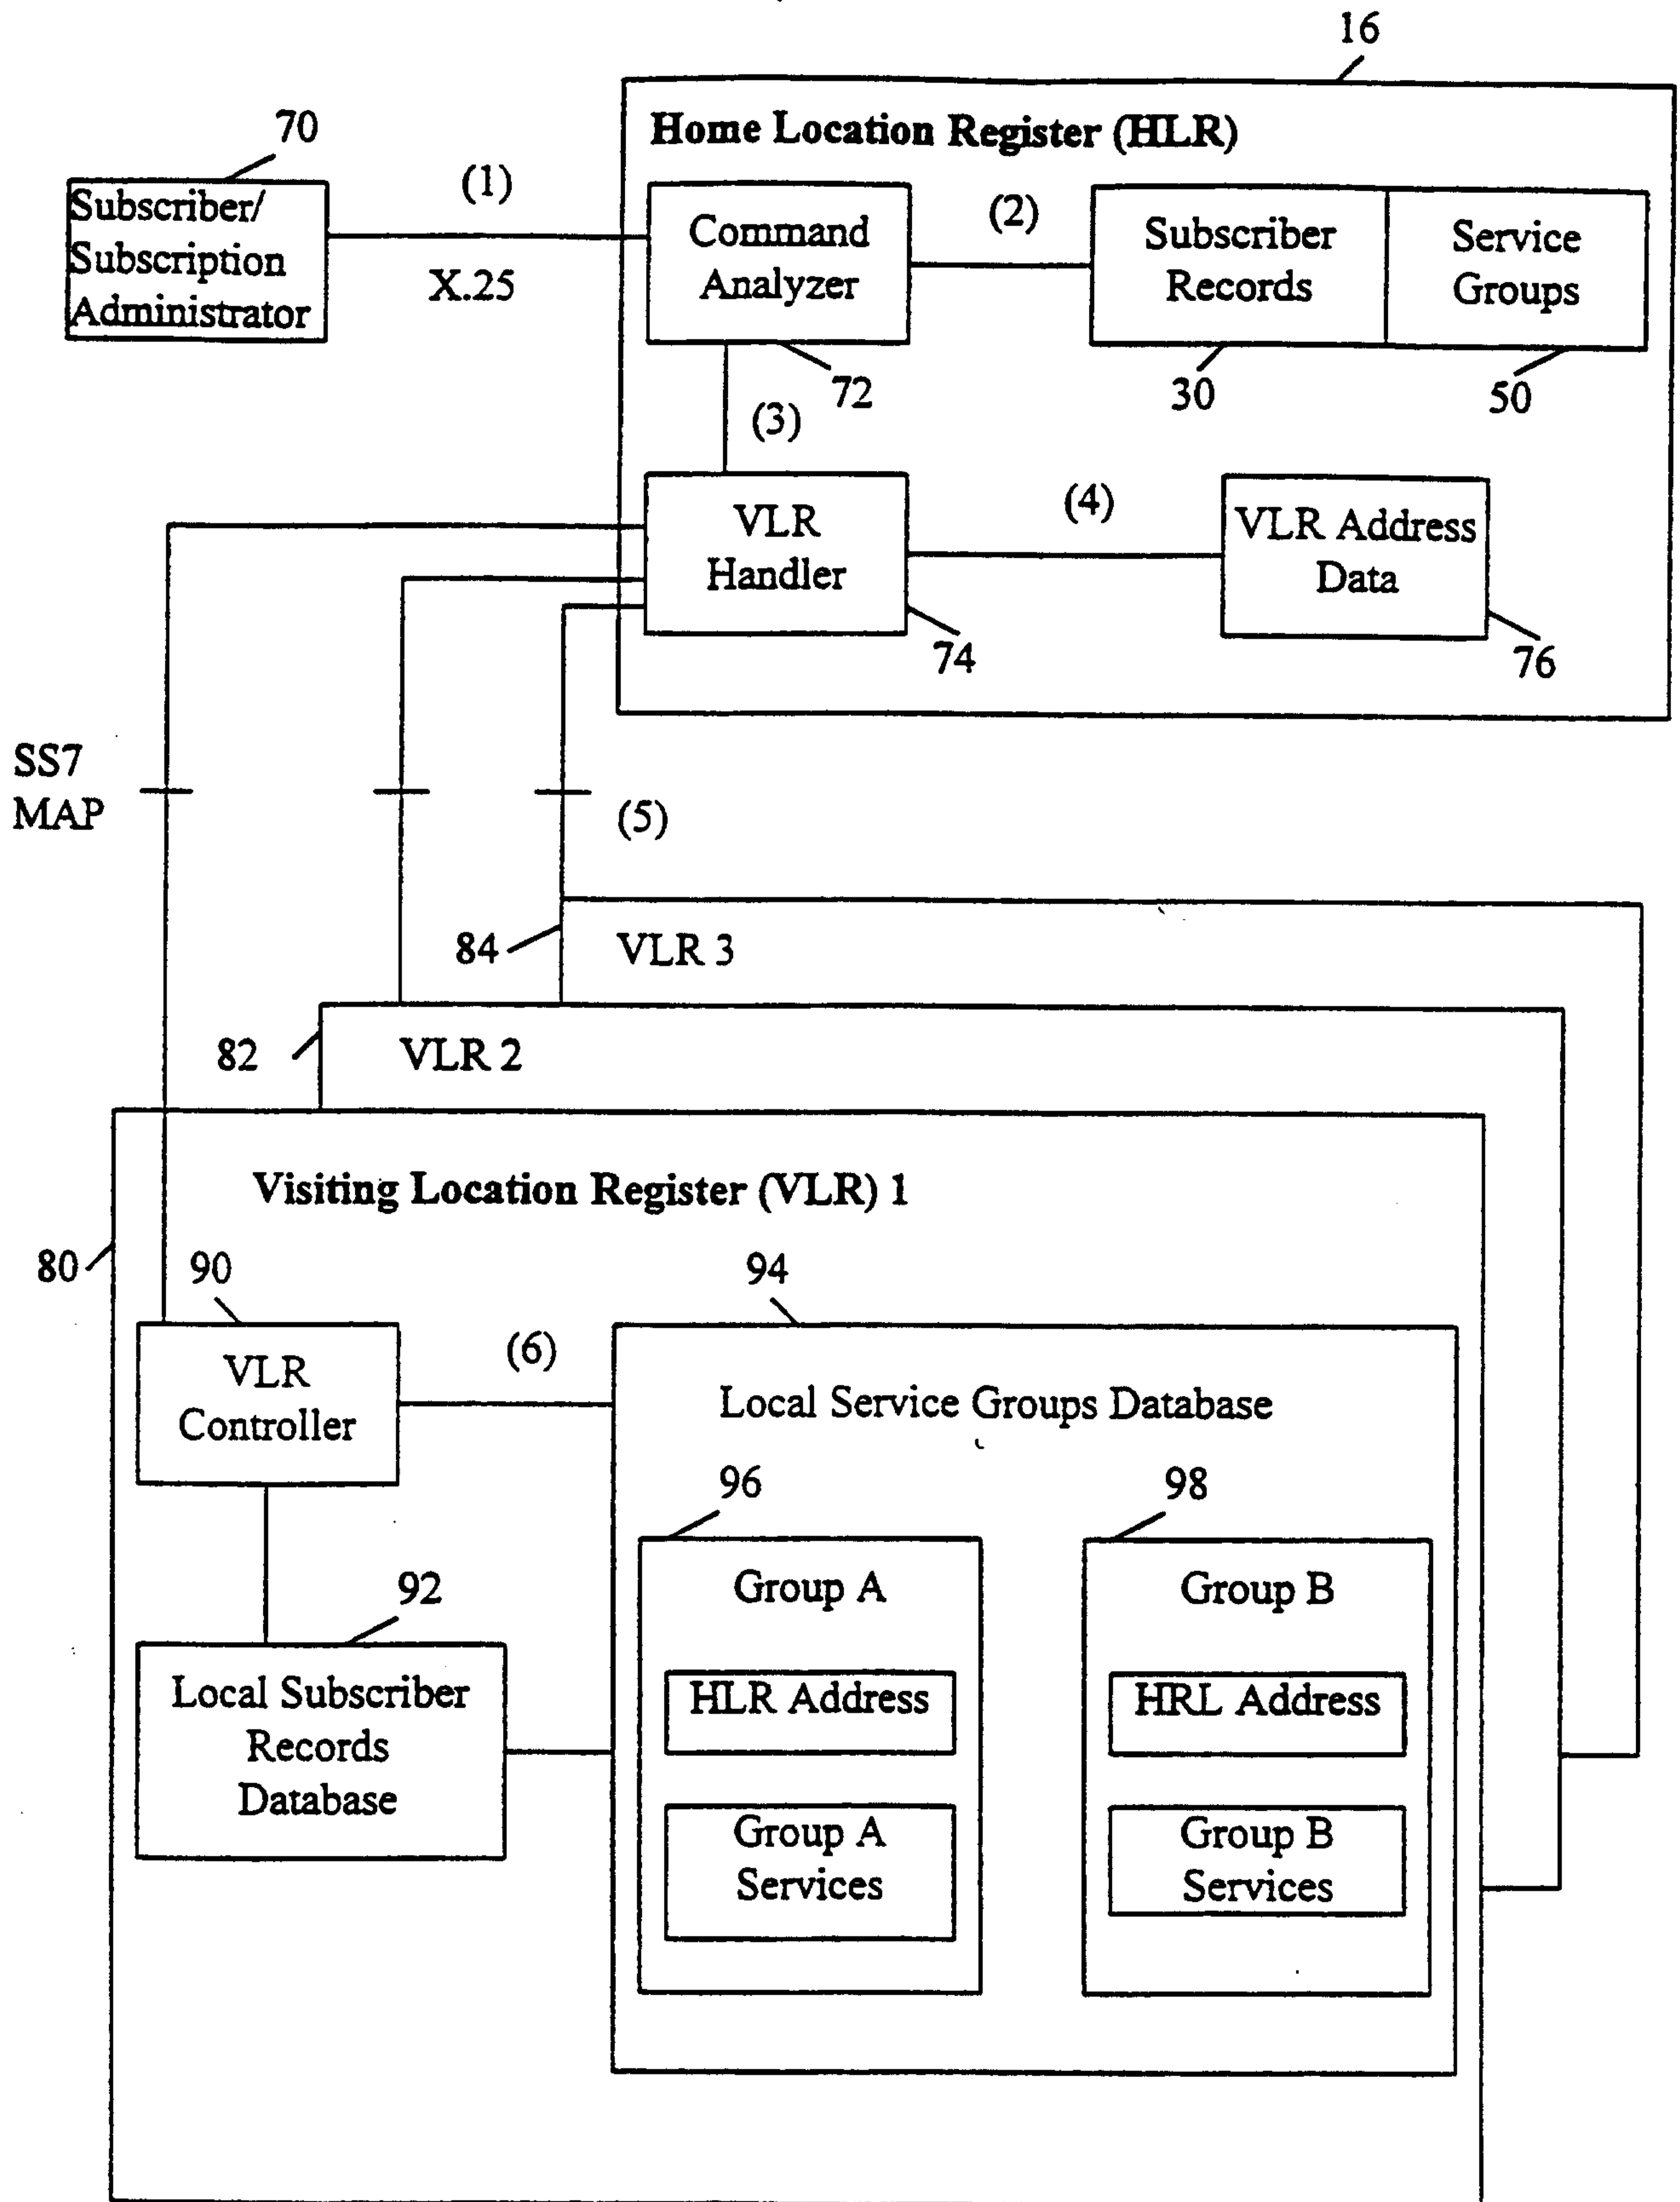 16
Home Location Register (HLR)
70
Subscriber/
Subscription
Administrator
(1)
X.25
Command
Analyzer
72
(2)
Subscriber
Records
30
Service
Groups
50
(3)
VLR
Handler
74
(4)
VLR Address
Data
76
SS7
MAP
(5)
84
VLR 3
82
VLR 2
80
Visiting Location Register (VLR) 1
90
VLR
Controller
(6)
94
Local Service Groups Database
92
Local Subscriber
Records
Database
96
Group A
HLR Address
Group A
Services
98
Group B
HRL Address
Group B
Services